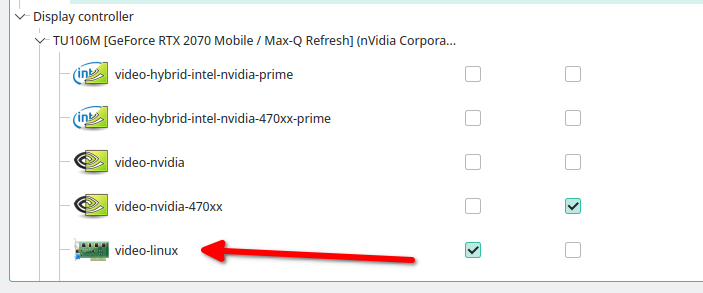 Display controller
TU106M [GeForce RTX 2070 Mobile / Max-Q Refresh] (nVidia Corpora...
video-hybrid-intel-nvidia-prime
video-hybrid-intel-nvidia-470xx-prime
video-nvidia
video-nvidia-470xx
video-linux